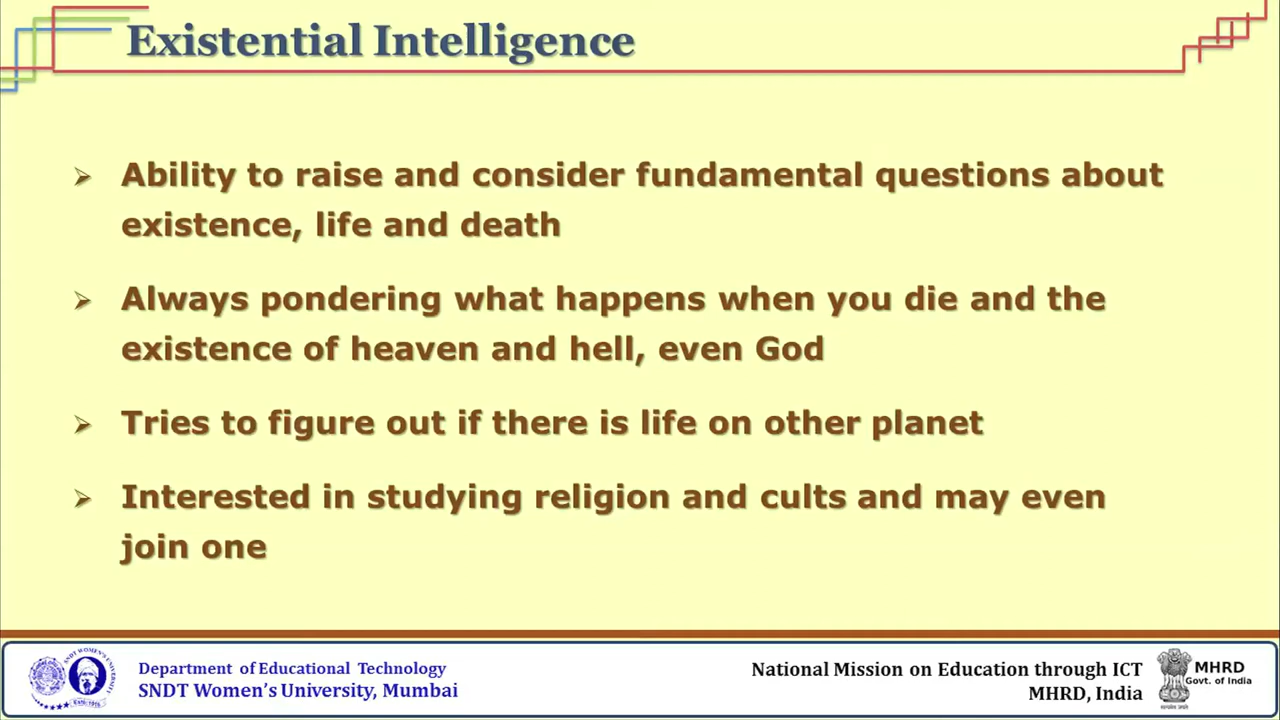 Existential Intelligence
➢ Ability to raise and consider fundamental questions about
existence, life and death
➢ Always pondering what happens when you die and the
existence of heaven and hell, even God
➢ Tries to figure out if there is life on other planet
➢ Interested in studying religion and cults and may even
join one
Department of Educational Technology
SNDT Women's University, Mumbai
National Mission on Education through ICT
MHRD, India
MHRD
Govt. of India